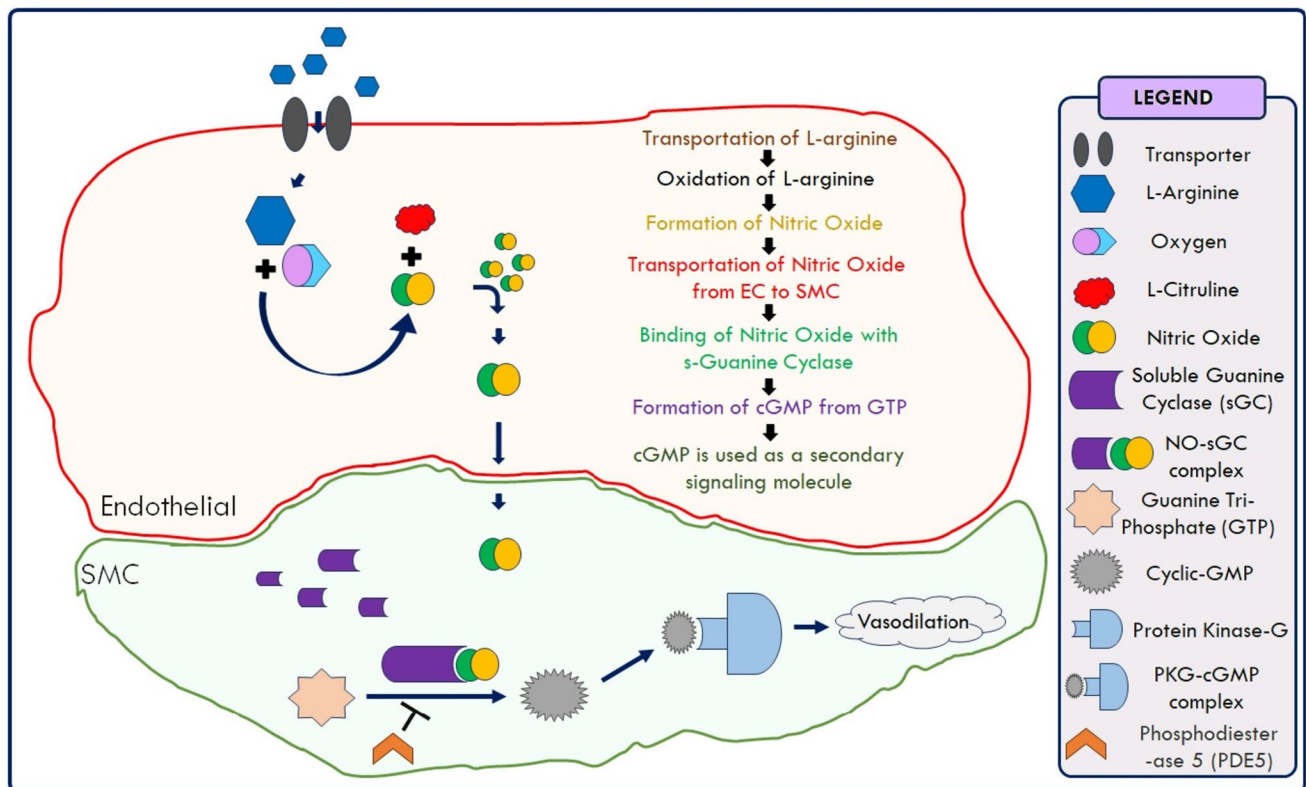 Transportation of L-arginine
Oxidation of L-arginine
Formation of Nitric Oxide
Transportation of Nitric Oxide
from EC to SMC
Binding of Nitric Oxide with
s-Guanine Cyclase
Formation of cGMP from GTP
cGMP is used as a secondary
signaling molecule
Endothelial
SMC
Vasodilation
LEGEND
Transporter
L-Arginine
Oxygen
L-Citruline
Nitric Oxide
Soluble Guanine
Cyclase (sGC)
NO-sGC
complex
Guanine Tri-
Phosphate (GTP)
Cyclic-GMP
Protein Kinase-G
PKG-cGMP
complex
Phosphodiester
-ase 5 (PDE5)